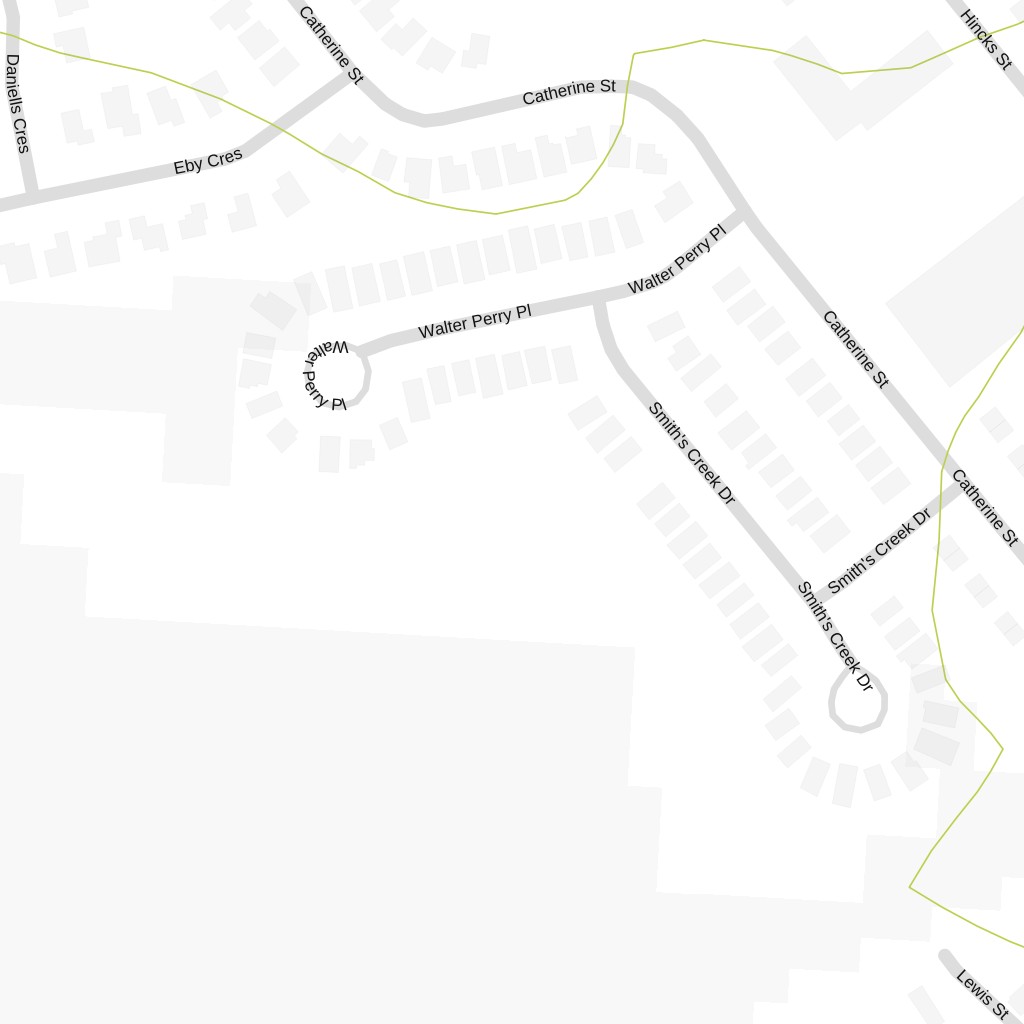 Catherine St
Hincks St
Daniells Cres
Catherine St
Eby Cres
Walter Perry Pl
Walter Perry Pl
Walter Perry Pl
Catherine St
Smith's Creek Dr
Catherine St
Smith's Creek Dr
Smith's Creek Dr
Lewis St